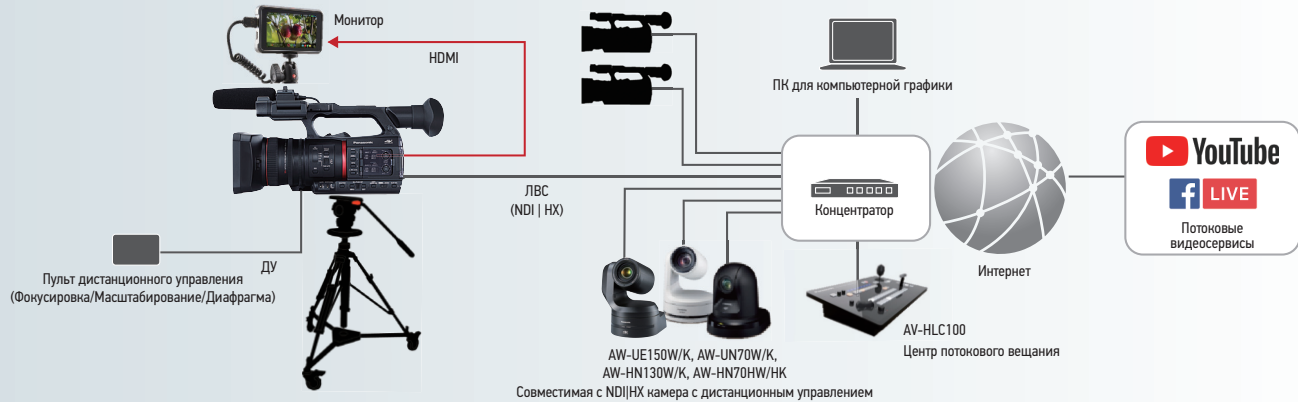 Монитор
HDMI
ПК для компьютерной графики
Panasonic
4K
YouTube
f LIVE
Потоковые
видеосервисы
ЛВС
(NDI | HX)
Концентратор
Интернет
ДУ
Пульт дистанционного управления
(Фокусировка/Масштабирование/Диафрагма)
AV-HLC100
Центр потокового вещания
AW-UE150W/K, AW-UN70W/K,
AW-HN130W/K, AW-HN70HW/HK
Совместимая с NDI|HX камера с дистанционным управлением